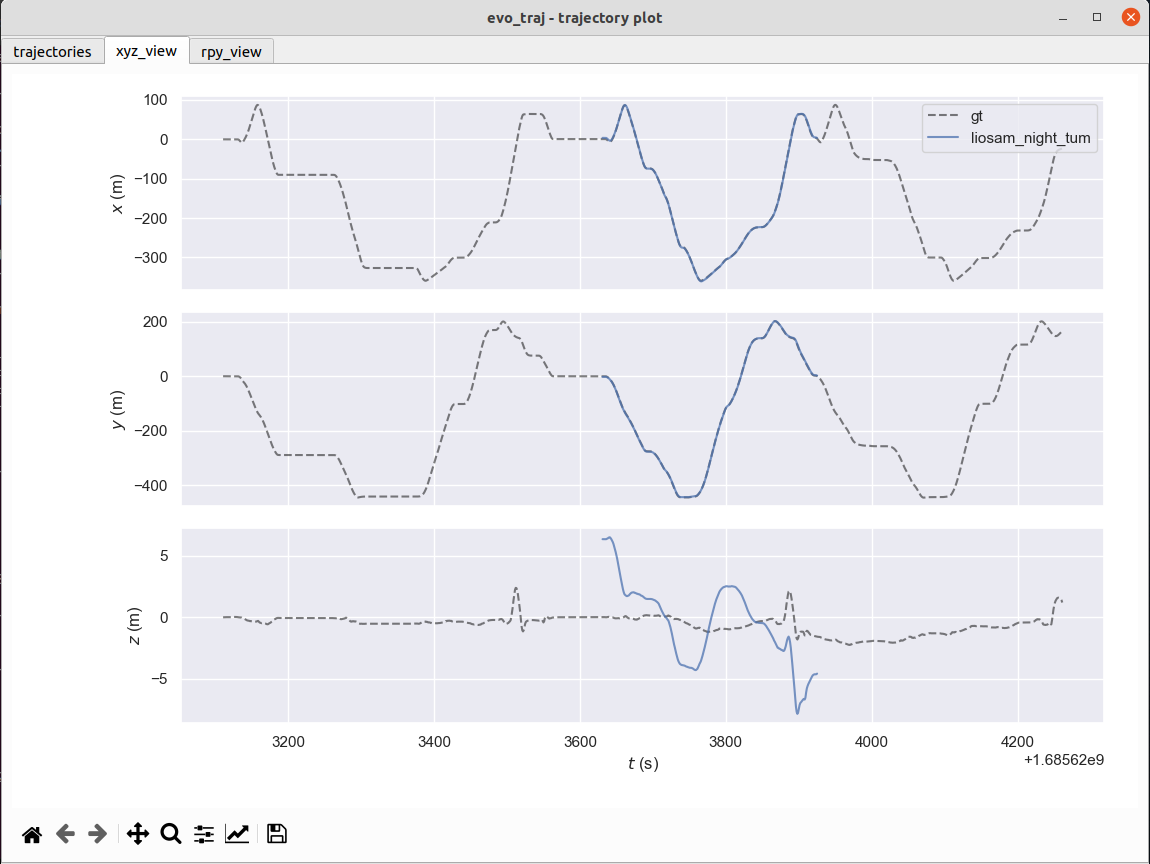 evo_traj - trajectory plot
trajectories
xyz_view
rpy_view
100
0
−100
−200
−300
x (m)
gt
liosam_night_tum
200
0
−200
−400
y (m)
5
0
−5
z (m)
3200
3400
3600
3800
4000
4200
t (s)
+1.68562e9